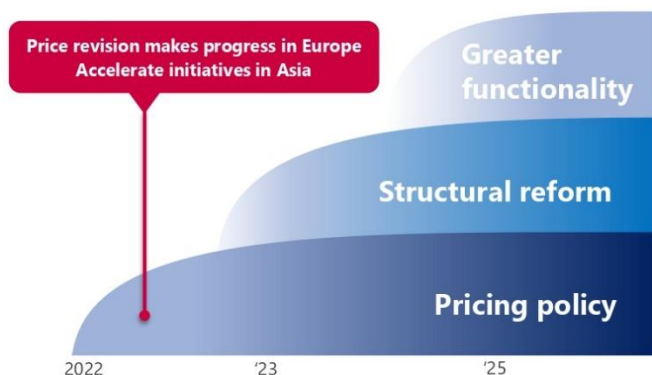 Price revision makes progress in Europe
Accelerate initiatives in Asia
Greater
functionality
Structural reform
Pricing policy
2022
'23
'25